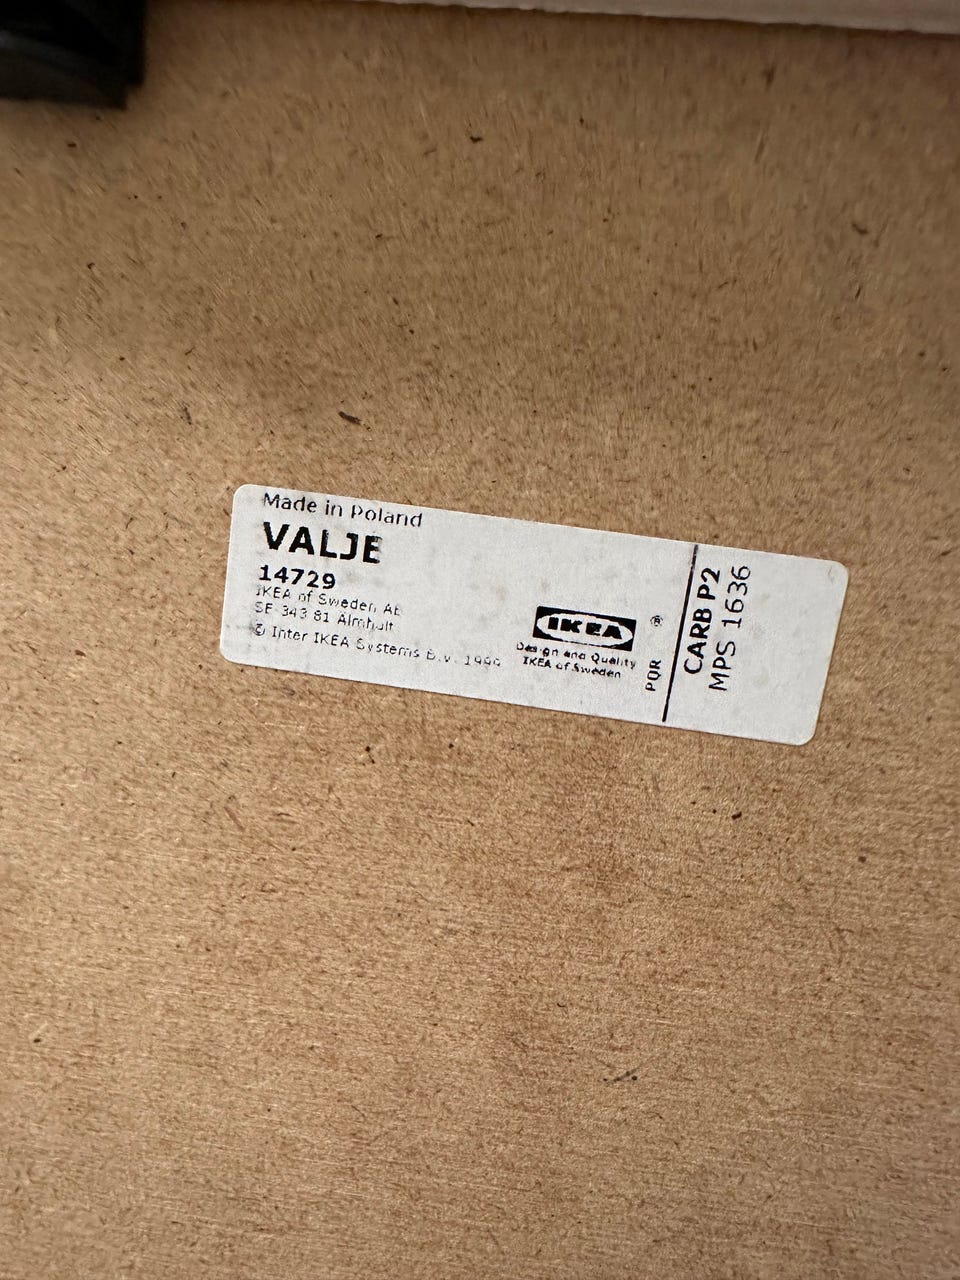 Made in Poland
VALJE
14729
IKEA of Sweden AB
SE-343 81 Älmhult
© Inter IKEA Systems B.V. 1999
IKEA
®
Design and Quality
IKEA of Sweden
PQR
CARB P2
MPS 1636